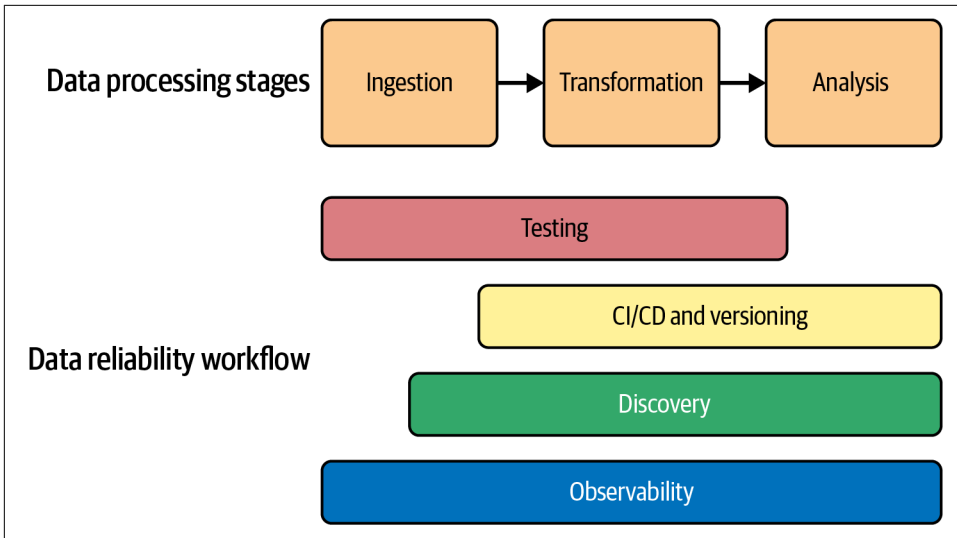 Data processing stages
Ingestion
Transformation
Analysis
Testing
CI/CD and versioning
Data reliability workflow
Discovery
Observability